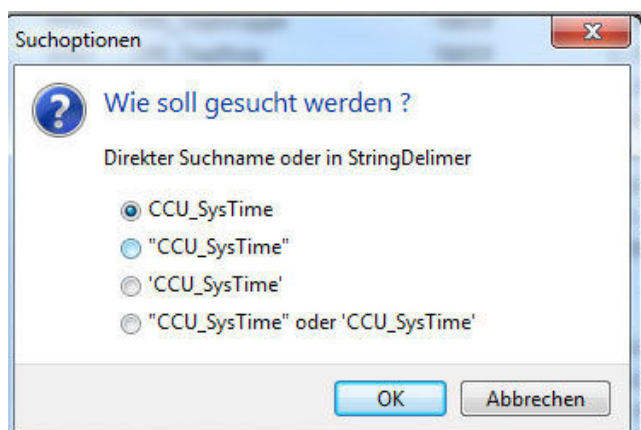 Suchoptionen
Wie soll gesucht werden ?
Direkter Suchname oder in StringDelimer
CCU_SysTime
"CCU_SysTime"
'CCU_SysTime'
"CCU_SysTime" oder 'CCU_SysTime'
OK
Abbrechen